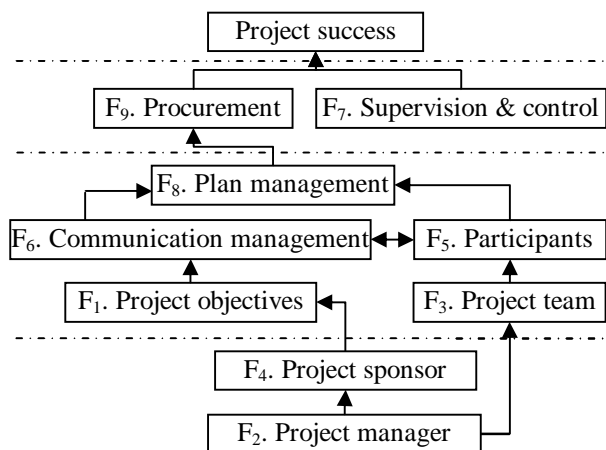 Project success
F₉. Procurement
F₇. Supervision & control
F₈. Plan management
F₆. Communication management
F₅. Participants
F₁. Project objectives
F₃. Project team
F₄. Project sponsor
F₂. Project manager